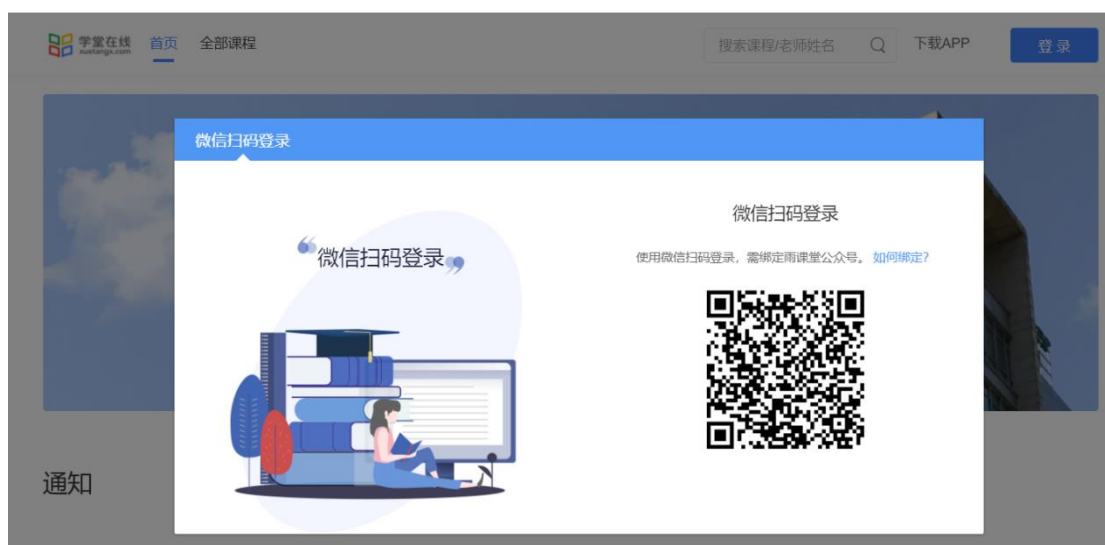 学堂在线
xuetangx.com
首页
全部课程
搜索课程/老师姓名
下载APP
登录
微信扫码登录
“微信扫码登录”
微信扫码登录
使用微信扫码登录，需绑定雨课堂公众号。如何绑定?
通知